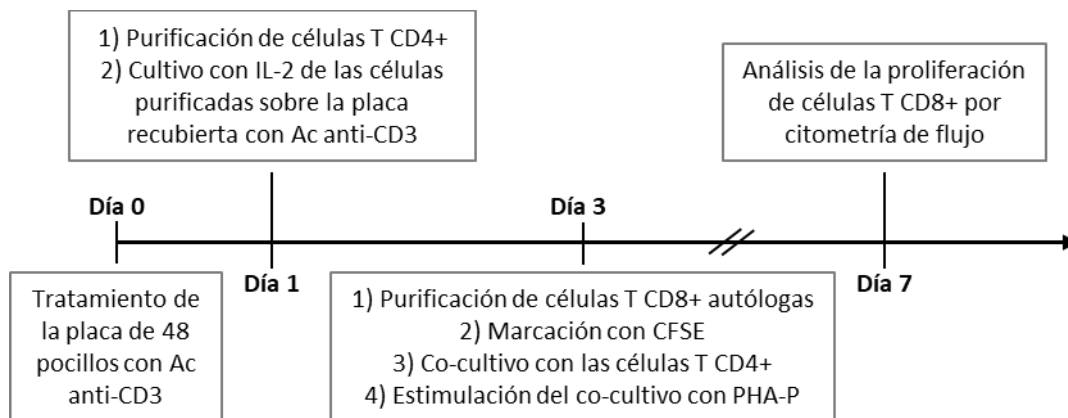 1) Purificación de células T CD4+
2) Cultivo con IL-2 de las células
purificadas sobre la placa
recubierta con Ac anti-CD3
Análisis de la proliferación
de células T CD8+ por
citometría de flujo
Día 0
Día 3
Día 1
Día 7
Tratamiento de
la placa de 48
pocillos con Ac
anti-CD3
1) Purificación de células T CD8+ autólogas
2) Marcación con CFSE
3) Co-cultivo con las células T CD4+
4) Estimulación del co-cultivo con PHA-P